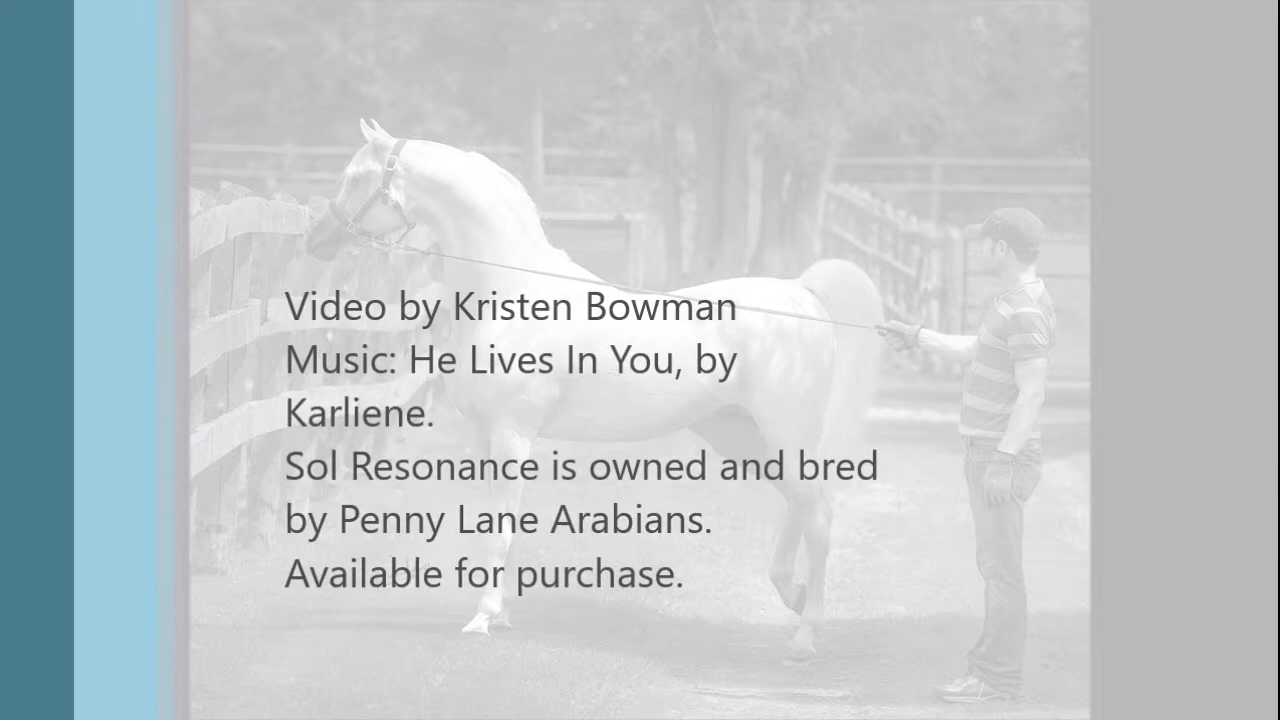 Video by Kristen Bowman
Music: He Lives In You, by
Karliene.
Sol Resonance is owned and bred
by Penny Lane Arabians.
Available for purchase.